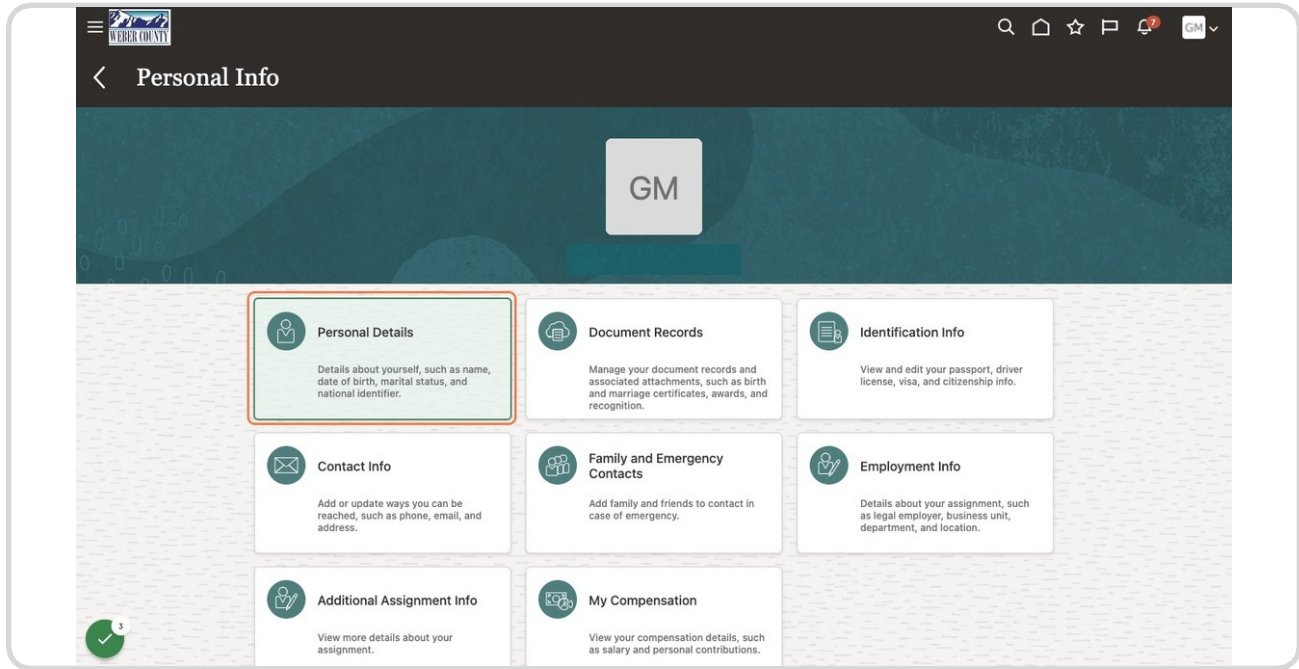 WEBER COUNTY
7
GM
Personal Info
GM
Personal Details
Details about yourself, such as name,
date of birth, marital status, and
national identifier.
Document Records
Manage your document records and
associated attachments, such as birth
and marriage certificates, awards, and
recognition.
Identification Info
View and edit your passport, driver
license, visa, and citizenship info.
Contact Info
Add or update ways you can be
reached, such as phone, email, and
address.
Family and Emergency
Contacts
Add family and friends to contact in
case of emergency.
Employment Info
Details about your assignment, such
as legal employer, business unit,
department, and location.
Additional Assignment Info
View more details about your
assignment.
My Compensation
View your compensation details, such
as salary and personal contributions.
3